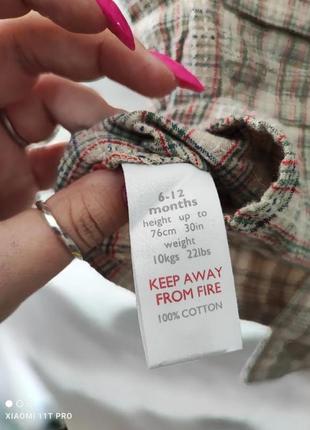 6-12
months
height up to
76cm 30in
weight
10kgs 22lbs
KEEP AWAY
FROM FIRE
100% COTTON
XIAOMI 11T PRO